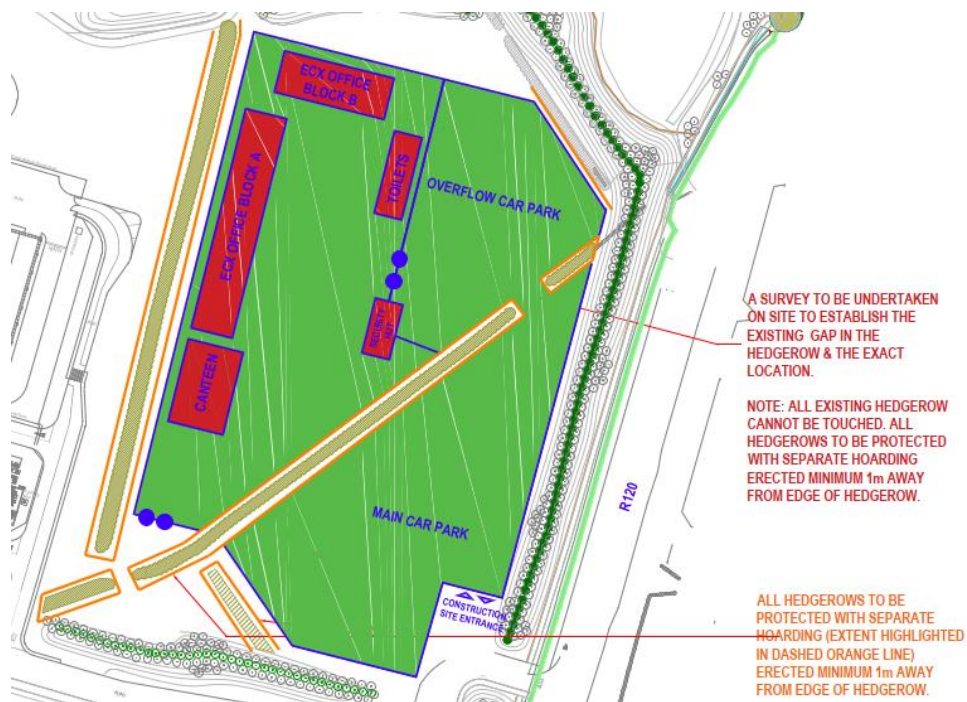 ECX OFFICE
BLOCK B
ECX OFFICE BLOCK A
TOILETS
OVERFLOW CAR PARK
SECURITY
HUT
CANTEEN
MAIN CAR PARK
CONSTRUCTION
SITE ENTRANCE
R120
A SURVEY TO BE UNDERTAKEN
ON SITE TO ESTABLISH THE
EXISTING GAP IN THE
HEDGEROW & THE EXACT
LOCATION.
NOTE: ALL EXISTING HEDGEROW
CANNOT BE TOUCHED. ALL
HEDGEROWS TO BE PROTECTED
WITH SEPARATE HOARDING
ERECTED MINIMUM 1m AWAY
FROM EDGE OF HEDGEROW.
ALL HEDGEROWS TO BE
PROTECTED WITH SEPARATE
HOARDING (EXTENT HIGHLIGHTED
IN DASHED ORANGE LINE)
ERECTED MINIMUM 1m AWAY
FROM EDGE OF HEDGEROW.